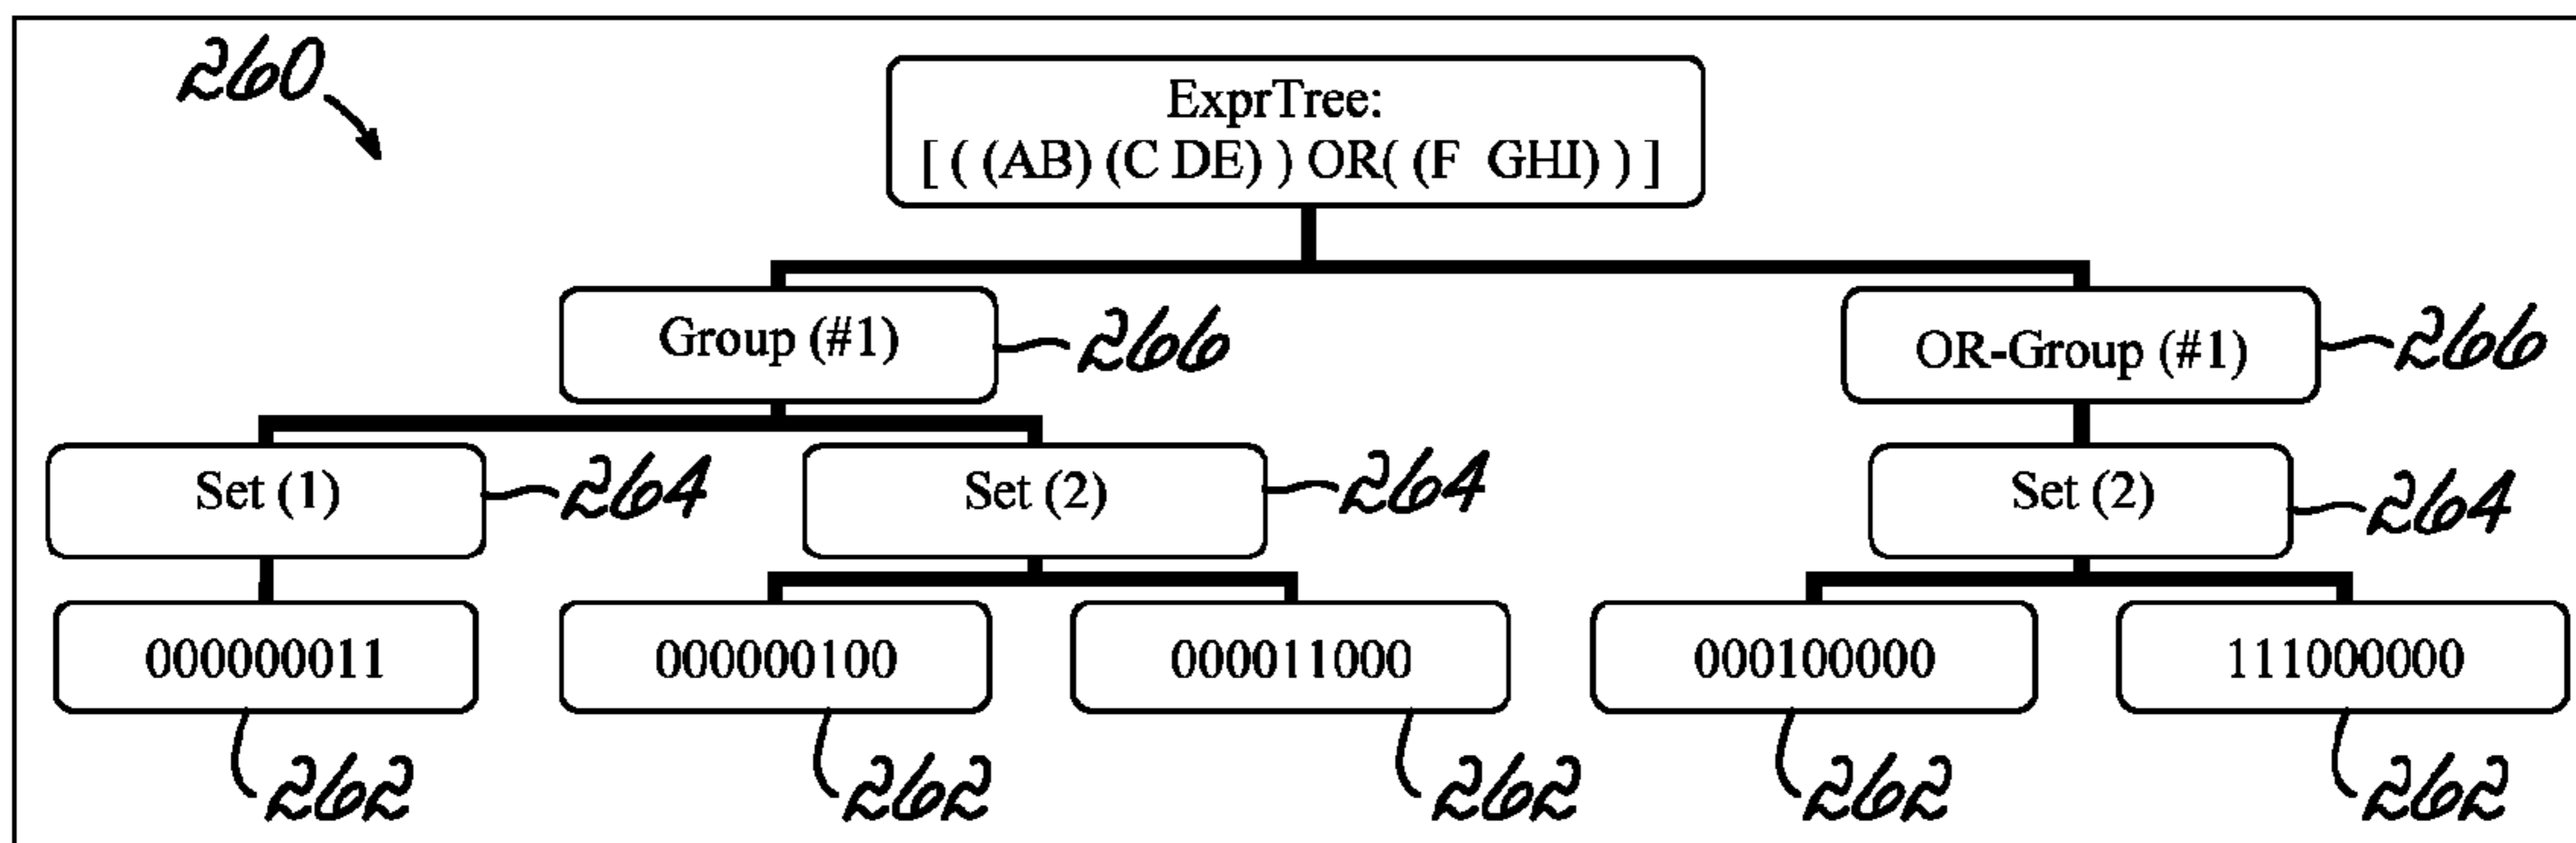 260
ExprTree:
[ ( (AB) (C DE) ) OR( (F GHI) ) ]
Group (#1)
266
OR-Group (#1)
266
Set (1)
264
Set (2)
264
Set (2)
264
000000011
000000100
000011000
000100000
111000000
262
262
262
262
262